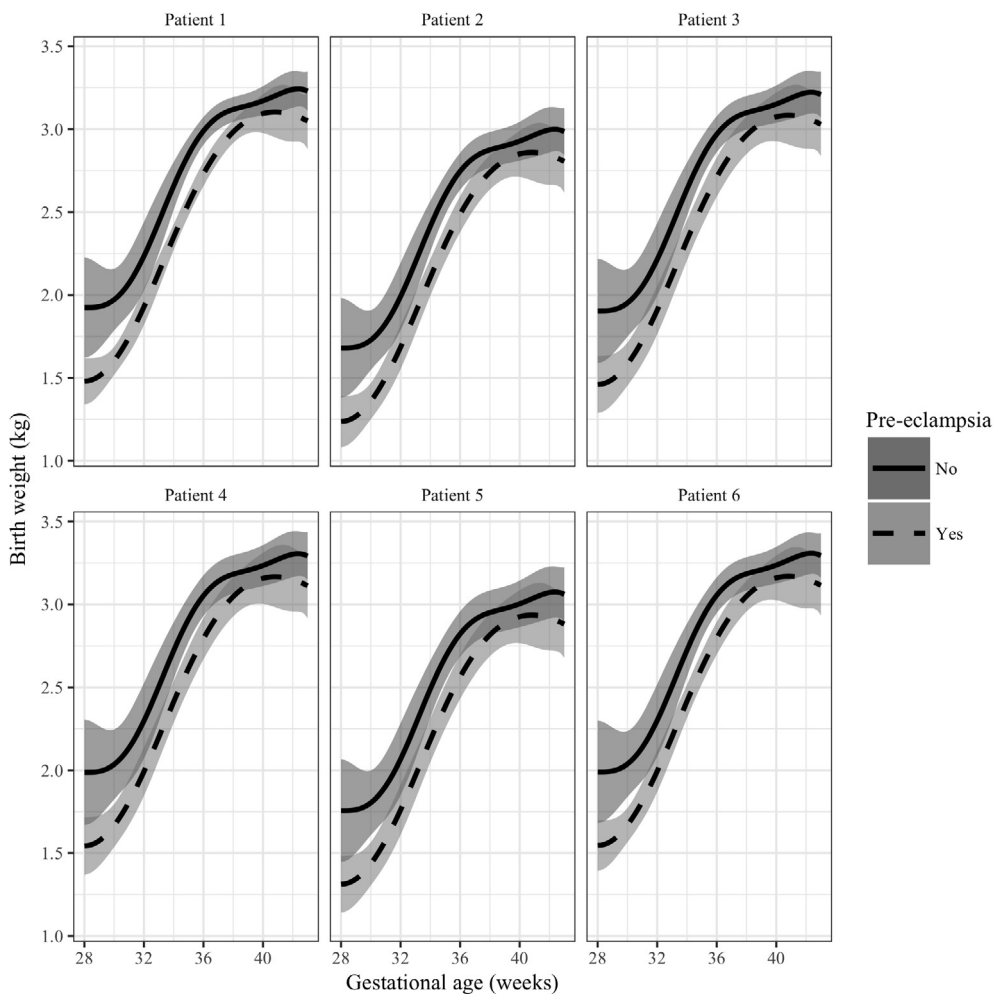 Patient 1
Patient 2
Patient 3
3.5
3.0
2.5
2.0
1.5
1.0
Patient 4
Patient 5
Patient 6
3.5
3.0
2.5
2.0
1.5
1.0
28
32
36
40
28
32
36
40
28
32
36
40
Birth weight (kg)
Gestational age (weeks)
Pre-eclampsia
No
Yes